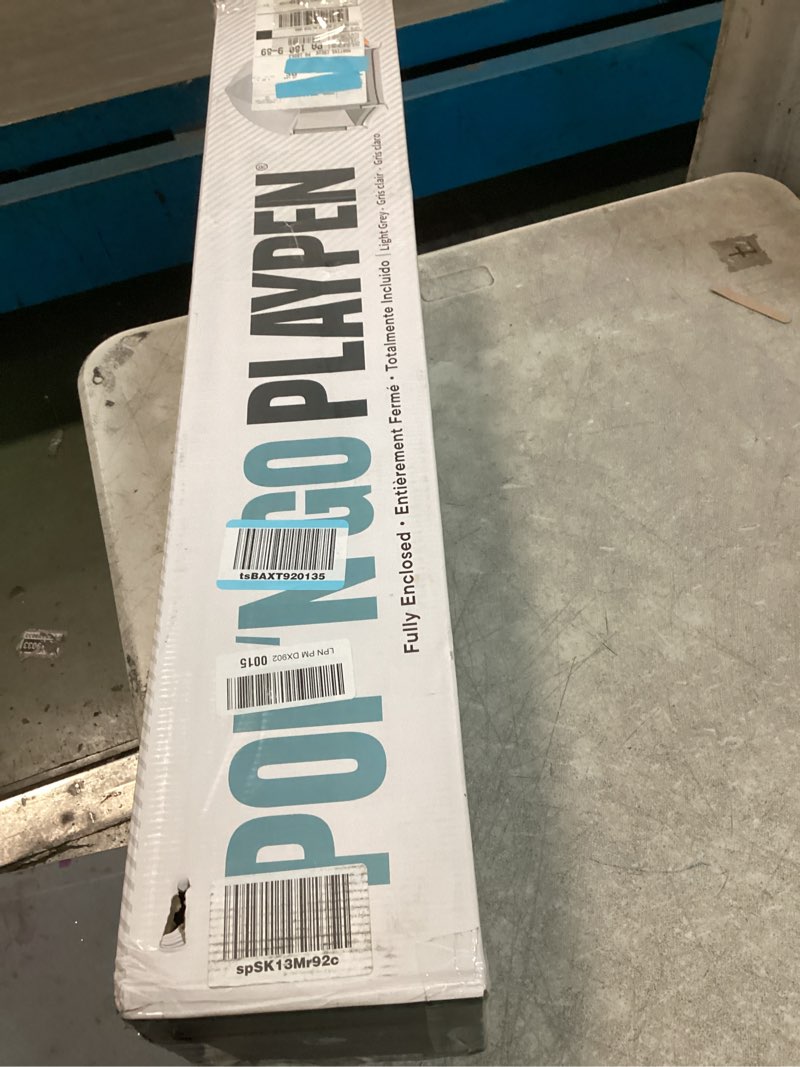 POP 'N GO PLAYPEN®
Fully Enclosed • Entièrement Fermé • Totalmente Incluido | Light Grey • Gris clair • Gris claro
tsBAXT920135
LPN PM DX902 0015
spSK13Mr92c